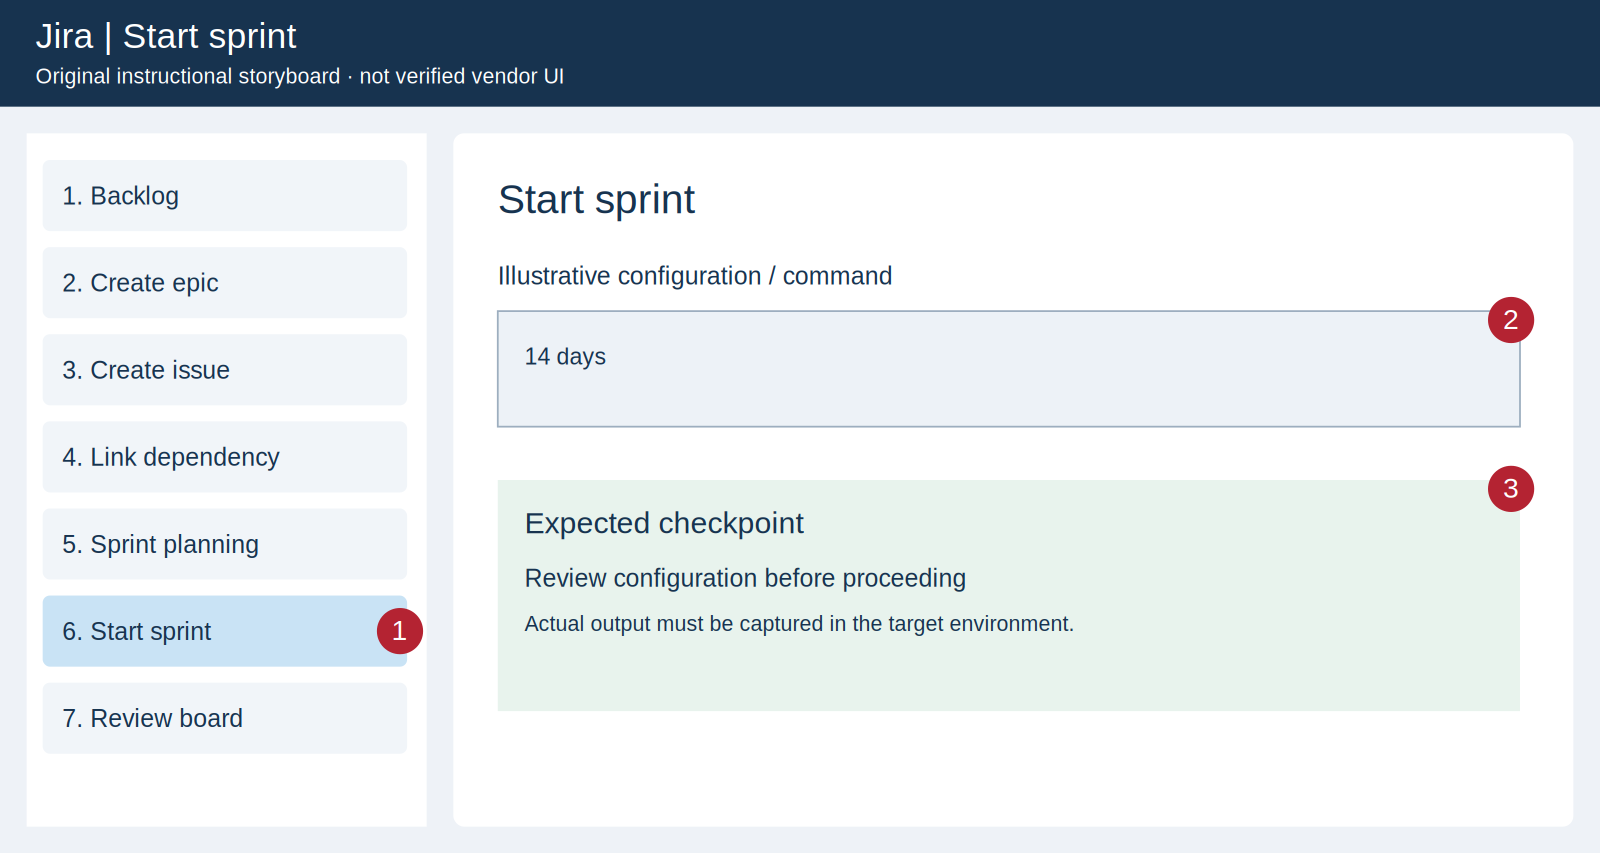 Jira | Start sprint
Original instructional storyboard · not verified vendor UI
1. Backlog
2. Create epic
3. Create issue
4. Link dependency
5. Sprint planning
6. Start sprint
1
7. Review board
Start sprint
Illustrative configuration / command
2
14 days
3
Expected checkpoint
Review configuration before proceeding
Actual output must be captured in the target environment.